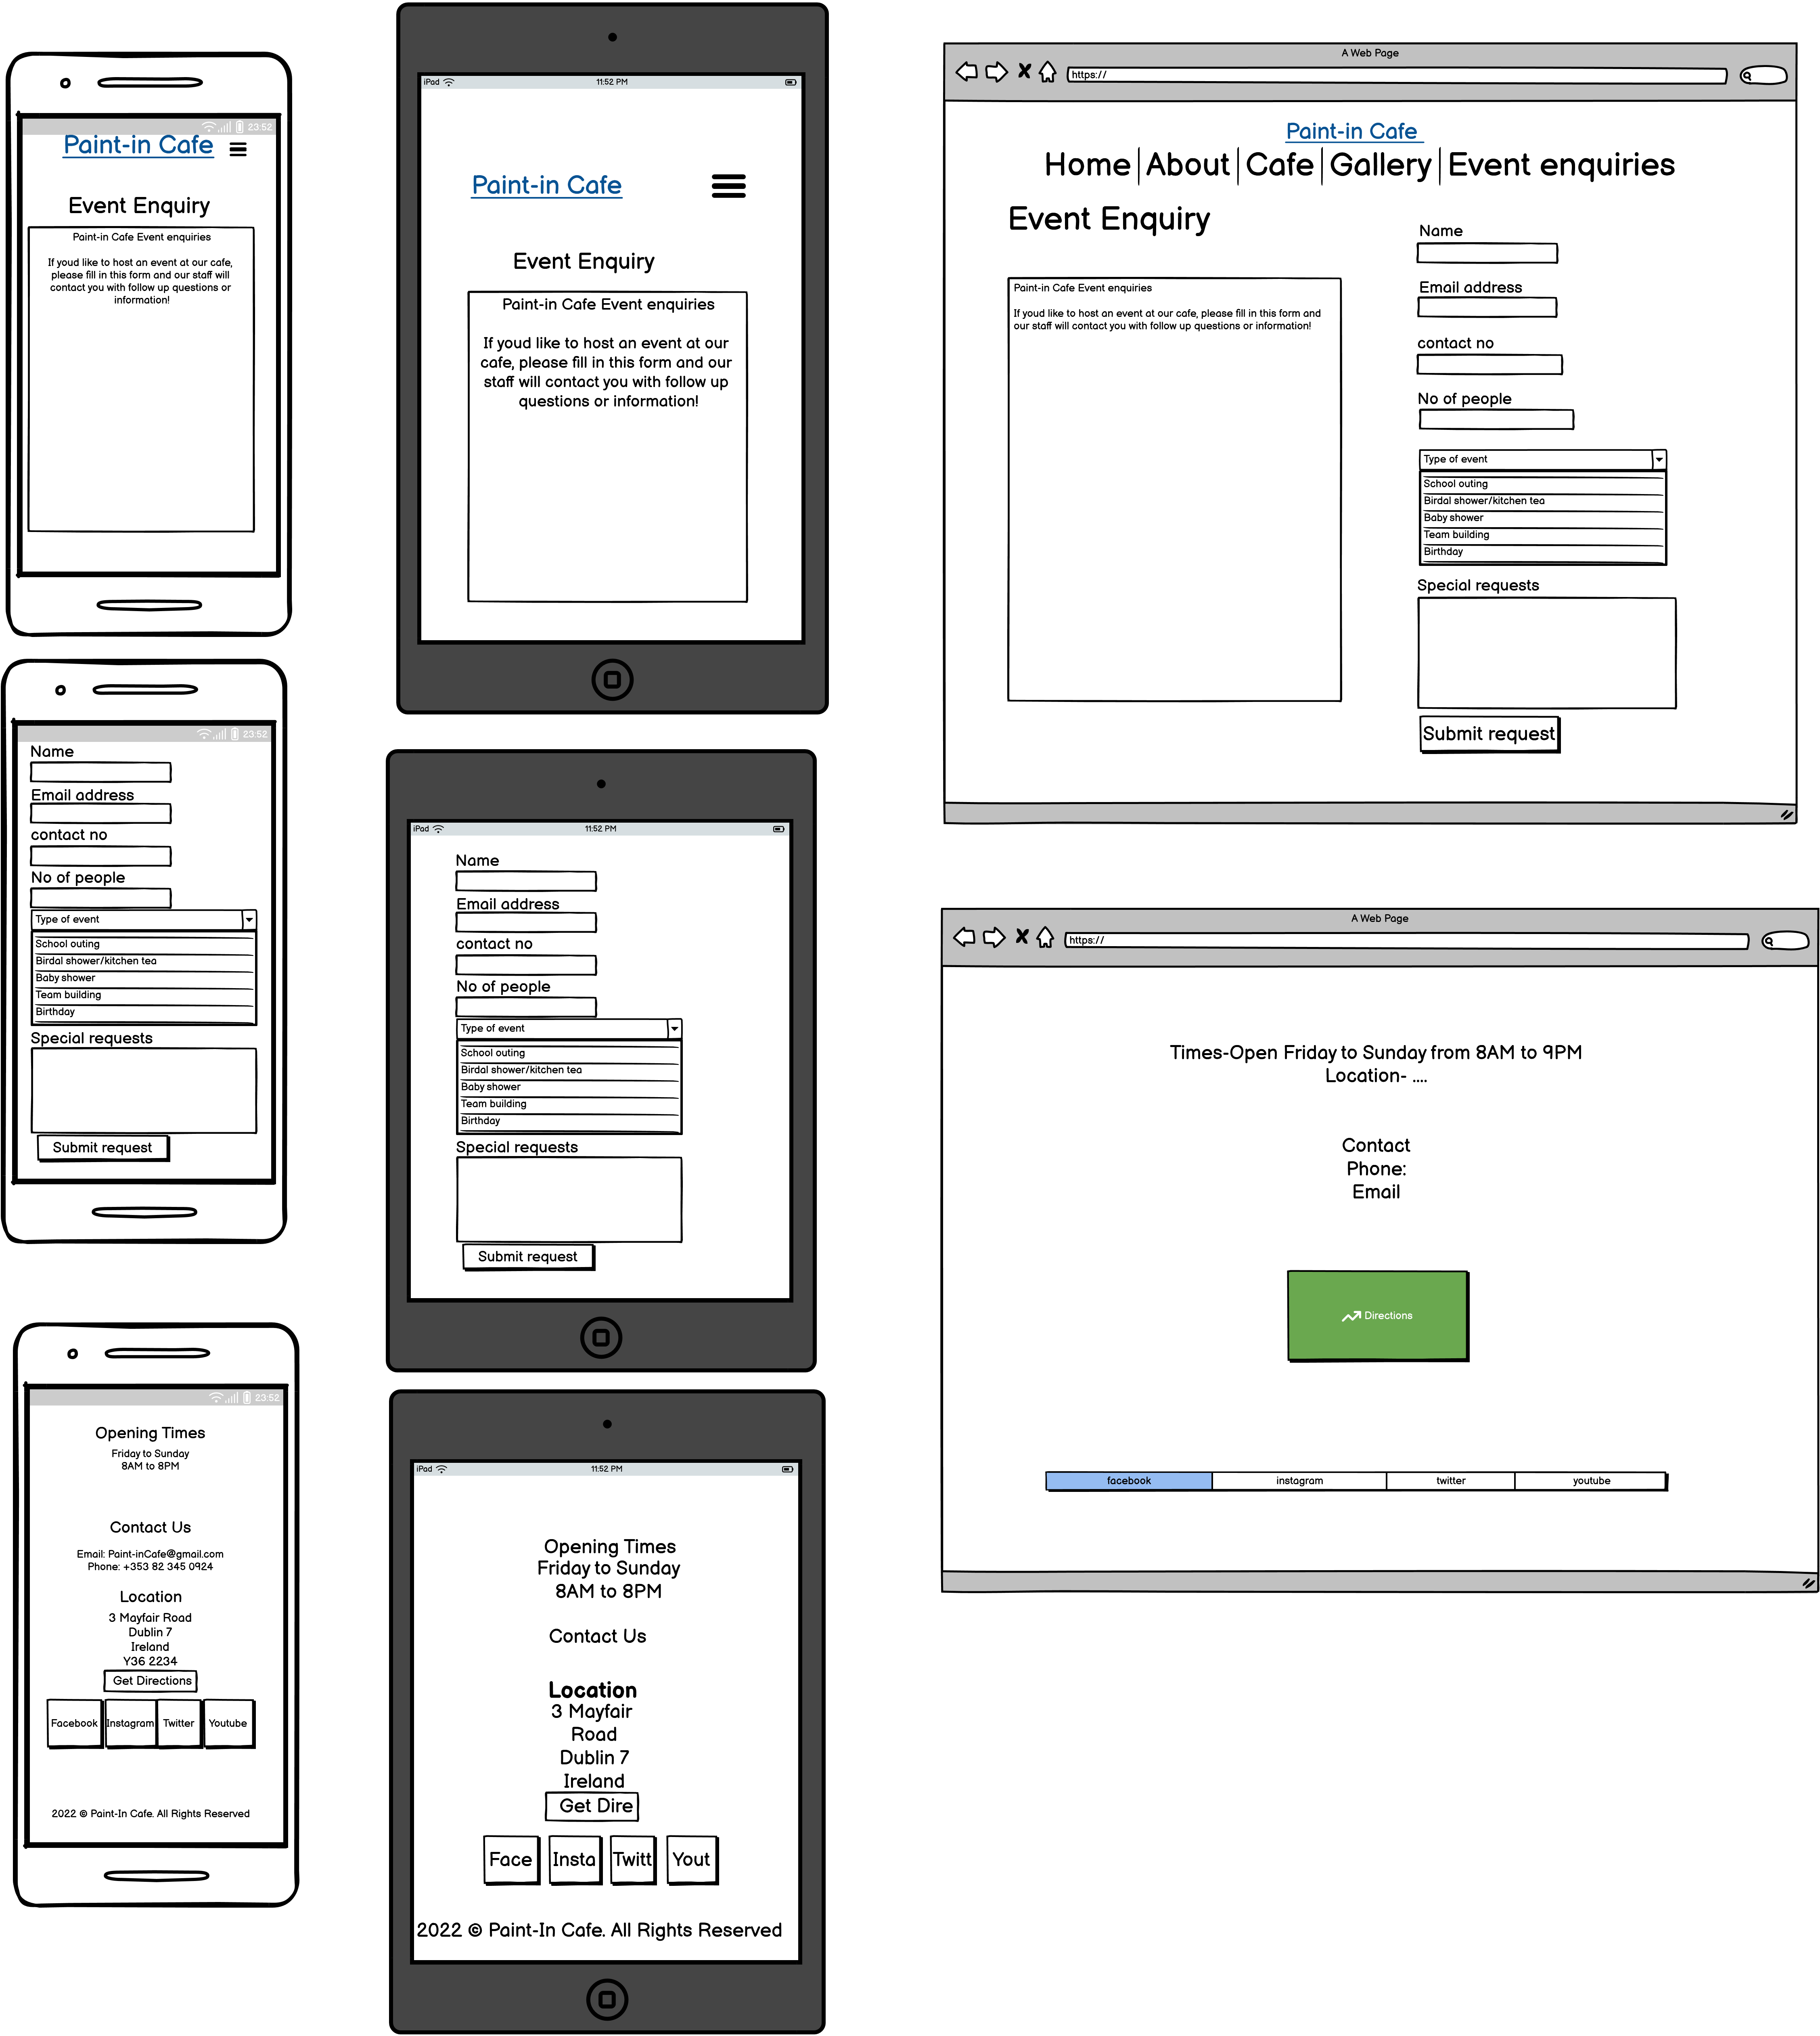 23:52
Paint-in Cafe
Event Enquiry
Paint-in Cafe Event enquiries
If youd like to host an event at our cafe,
please fill in this form and our staff will
contact you with follow up questions or
information!
23:52
Name
Email address
contact no
No of people
Type of event
School outing
Birdal shower/kitchen tea
Baby shower
Team building
Birthday
Special requests
Submit request
23:52
Opening Times
Friday to Sunday
8AM to 8PM
Contact Us
Email: Paint-inCafe@gmail.com
Phone: +353 82 345 0924
Location
3 Mayfair Road
Dublin 7
Ireland
Y36 2234
Get Directions
Facebook Instagram Twitter Youtube
2022 © Paint-In Cafe. All Rights Reserved
iPad 11:52 PM
Paint-in Cafe
Event Enquiry
Paint-in Cafe Event enquiries
If youd like to host an event at our
cafe, please fill in this form and our
staff will contact you with follow up
questions or information!
iPad 11:52 PM
Name
Email address
contact no
No of people
Type of event
School outing
Birdal shower/kitchen tea
Baby shower
Team building
Birthday
Special requests
Submit request
iPad 11:52 PM
Opening Times
Friday to Sunday
8AM to 8PM
Contact Us
Location
3 Mayfair
Road
Dublin 7
Ireland
Get Dire
Face Insta Twitt Yout
2022 © Paint-In Cafe. All Rights Reserved
A Web Page
https://
Paint-in Cafe
Home About Cafe Gallery Event enquiries
Event Enquiry
Paint-in Cafe Event enquiries
If youd like to host an event at our cafe, please fill in this form and
our staff will contact you with follow up questions or information!
Name
Email address
contact no
No of people
Type of event
School outing
Birdal shower/kitchen tea
Baby shower
Team building
Birthday
Special requests
Submit request
A Web Page
https://
Times-Open Friday to Sunday from 8AM to 9PM
Location- ....
Contact
Phone:
Email
Directions
facebook instagram twitter youtube